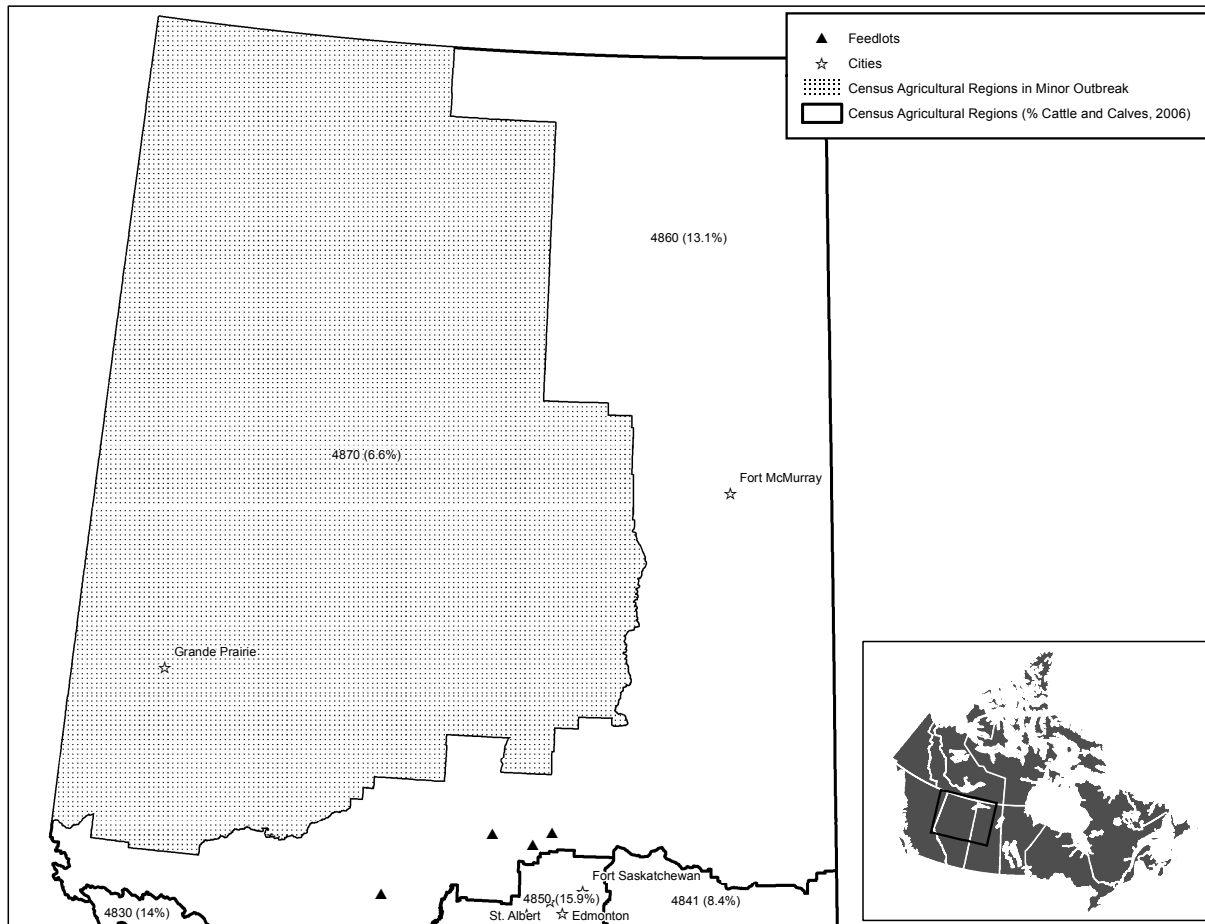 Feedlots
Cities
Census Agricultural Regions in Minor Outbreak
Census Agricultural Regions (% Cattle and Calves, 2006)
4860 (13.1%)
4870 (6.6%)
Fort McMurray
Grande Prairie
Fort Saskatchewan
4850 (15.9%)
4841 (8.4%)
4830 (14%)
St. Albert
Edmonton